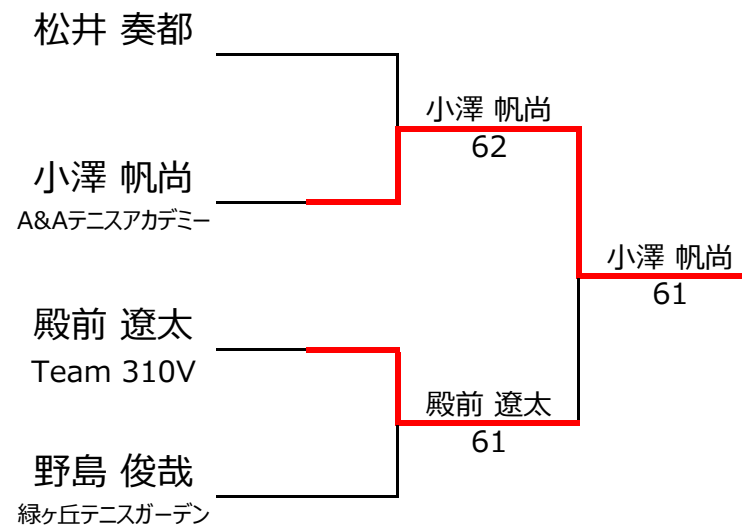 松井 奏都
小澤 帆尚
62
小澤 帆尚
A&Aテニスアカデミー
小澤 帆尚
61
殿前 遼太
Team 310V
殿前 遼太
61
野島 俊哉
緑ヶ丘テニスガーデン